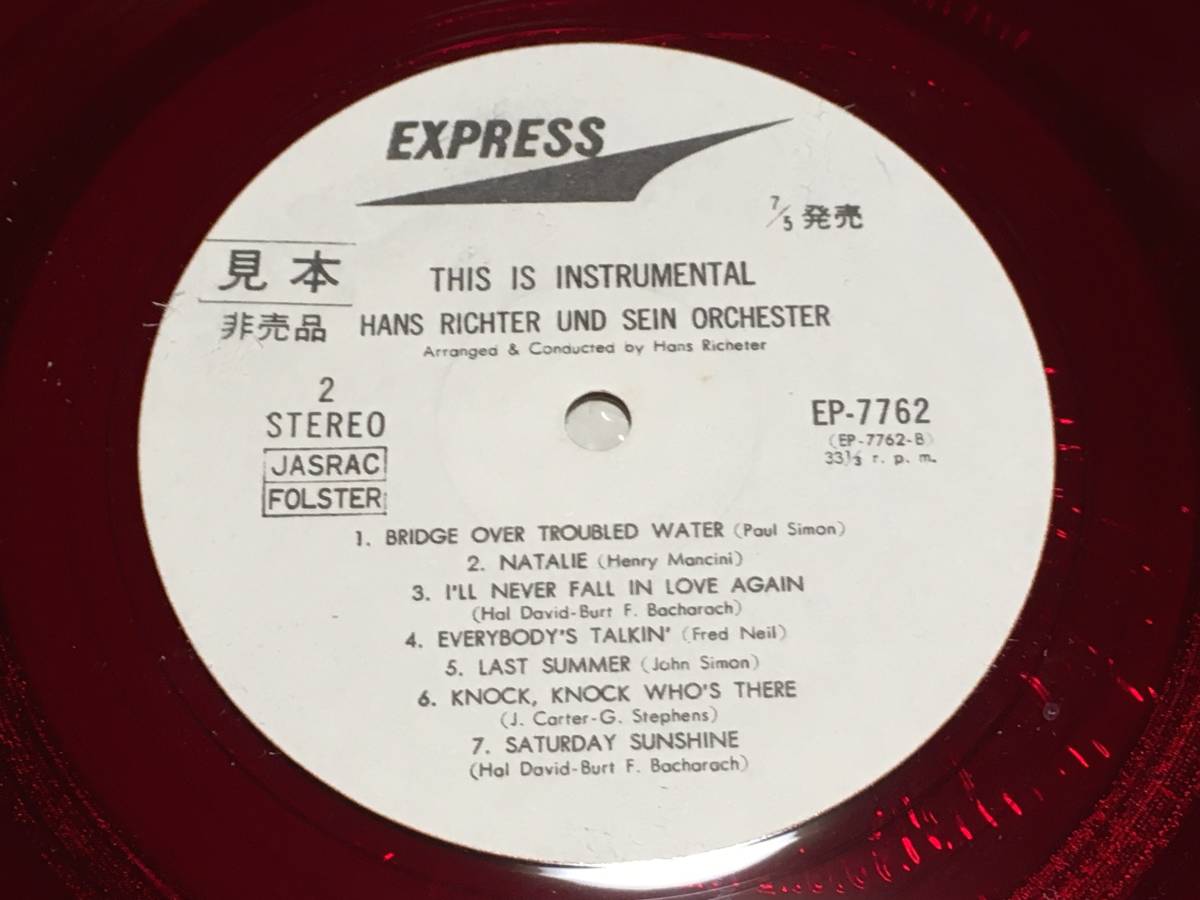 EXPRESS
7/5 発売
見本
非売品
THIS IS INSTRUMENTAL
HANS RICHTER UND SEIN ORCHESTER
Arranged & Conducted by Hans Richeter
2
STEREO
JASRAC
FOLSTER
EP-7762
(EP-7762-B)
33⅓ r. p. m.
1. BRIDGE OVER TROUBLED WATER (Paul Simon)
2. NATALIE (Henry Mancini)
3. I'LL NEVER FALL IN LOVE AGAIN
(Hal David-Burt F. Bacharach)
4. EVERYBODY'S TALKIN' (Fred Neil)
5. LAST SUMMER (John Simon)
6. KNOCK, KNOCK WHO'S THERE
(J. Carter-G. Stephens)
7. SATURDAY SUNSHINE
(Hal David-Burt F. Bacharach)